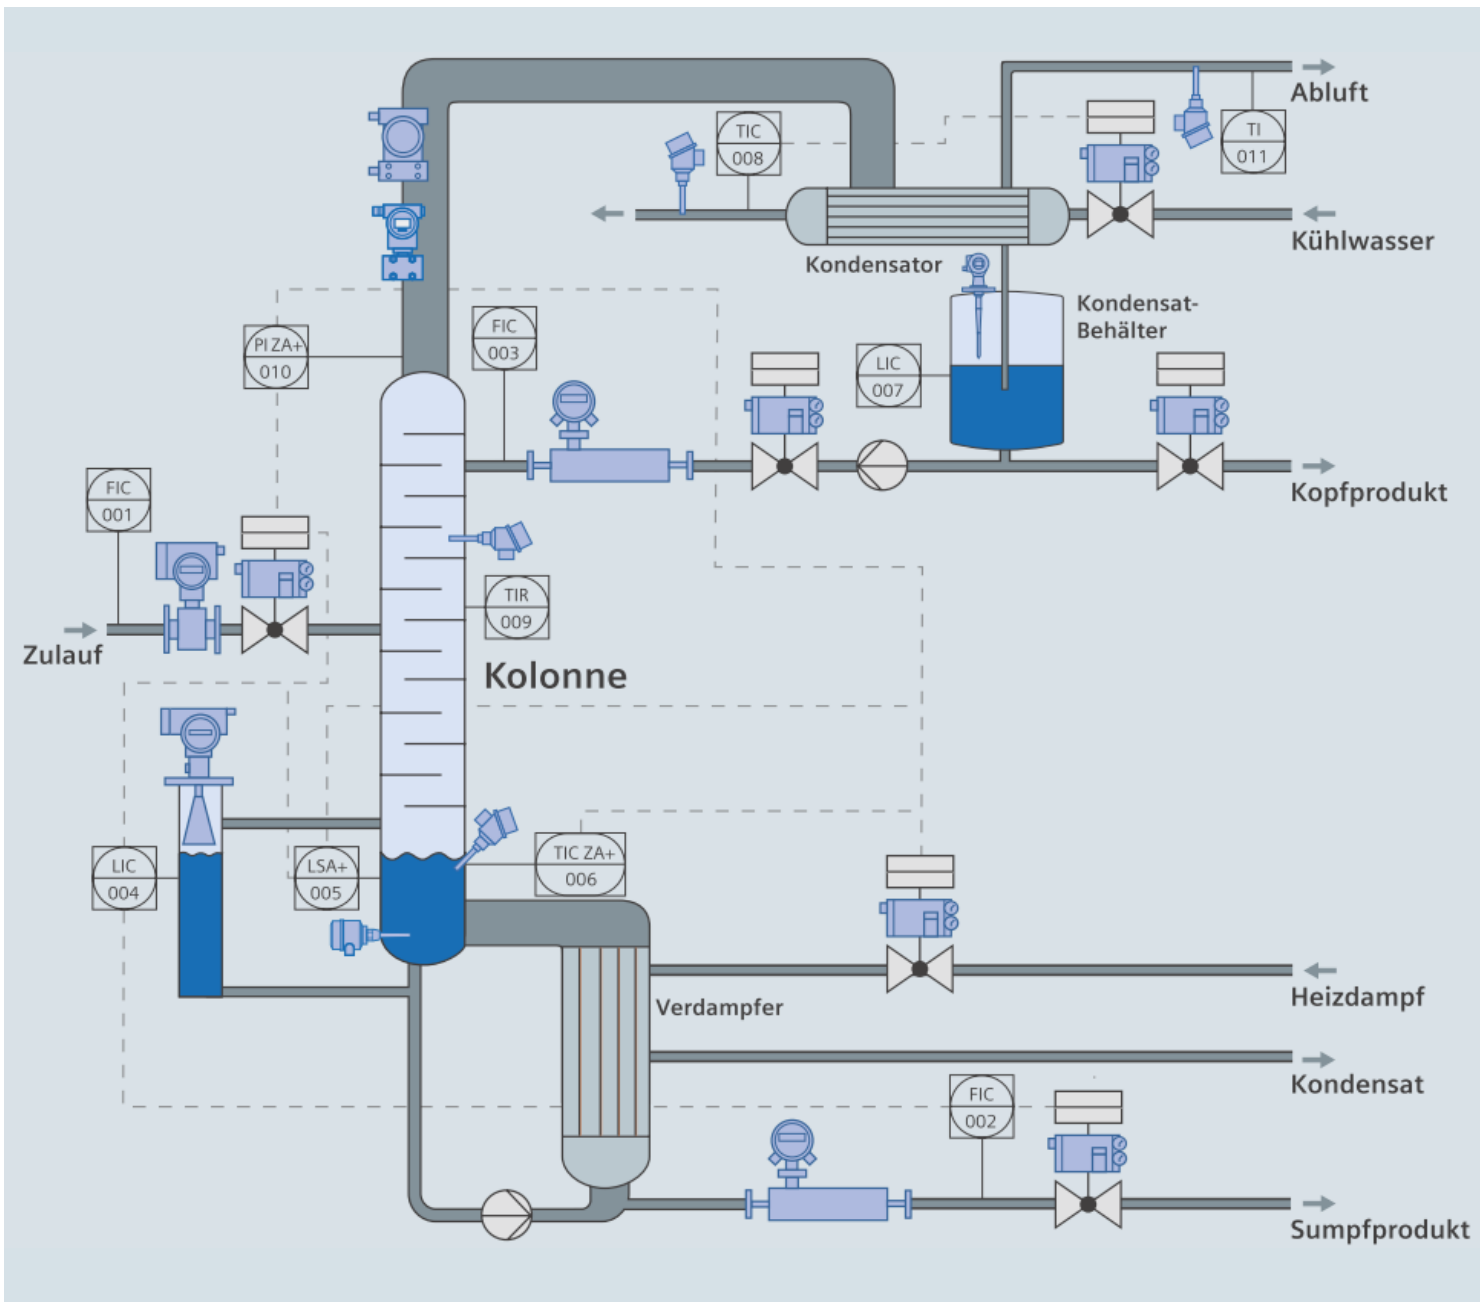 Abluft
TIC
008
TI
011
Kühlwasser
Kondensator
Kondensat-
Behälter
PI ZA+
010
FIC
003
LIC
007
Kopfprodukt
FIC
001
TIR
009
Zulauf
Kolonne
LIC
004
LSA+
005
TIC ZA+
006
Heizdampf
Verdampfer
Kondensat
FIC
002
Sumpfprodukt